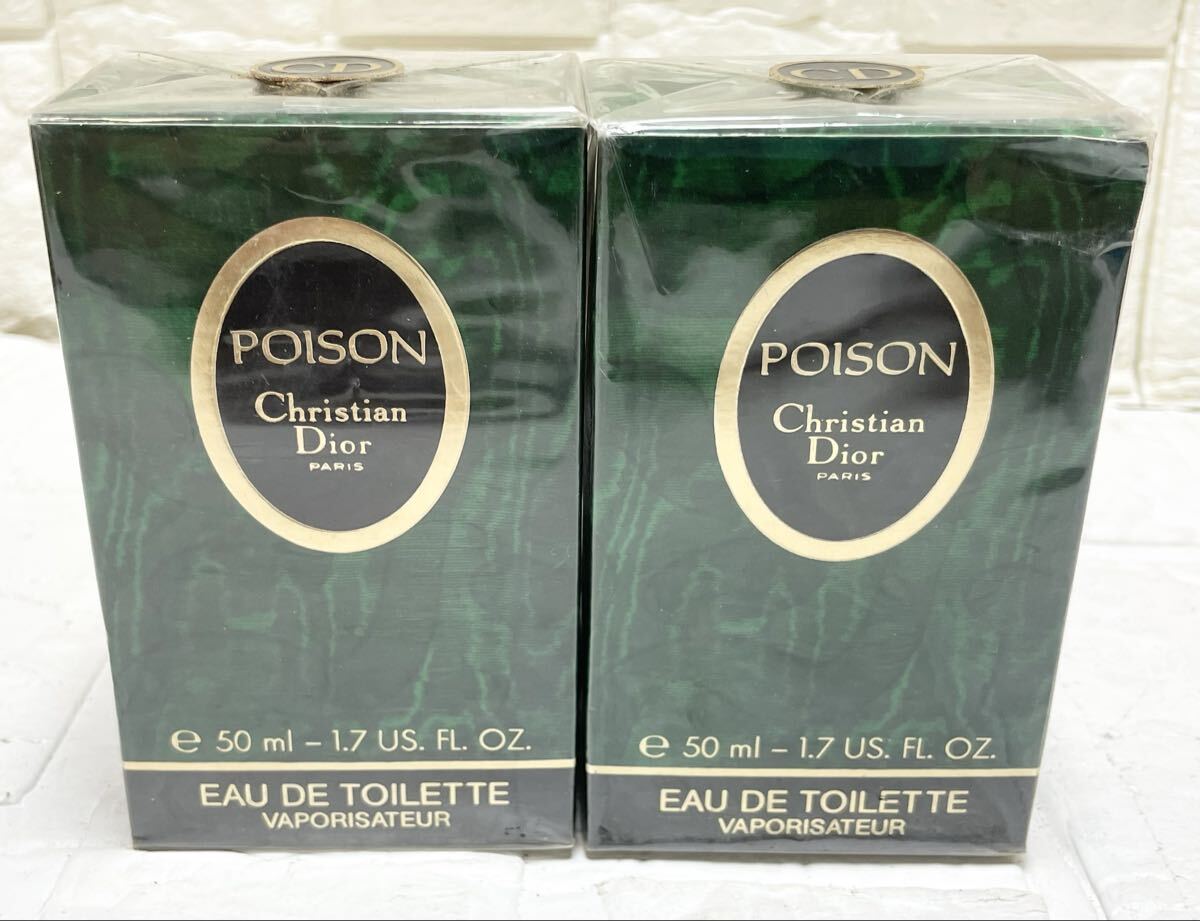 CD
POISON
Christian
Dior
PARIS
e 50 ml – 1.7 US. FL. OZ.
EAU DE TOILETTE
VAPORISATEUR
CD
POISON
Christian
Dior
PARIS
e 50 ml – 1.7 US. FL. OZ.
EAU DE TOILETTE
VAPORISATEUR